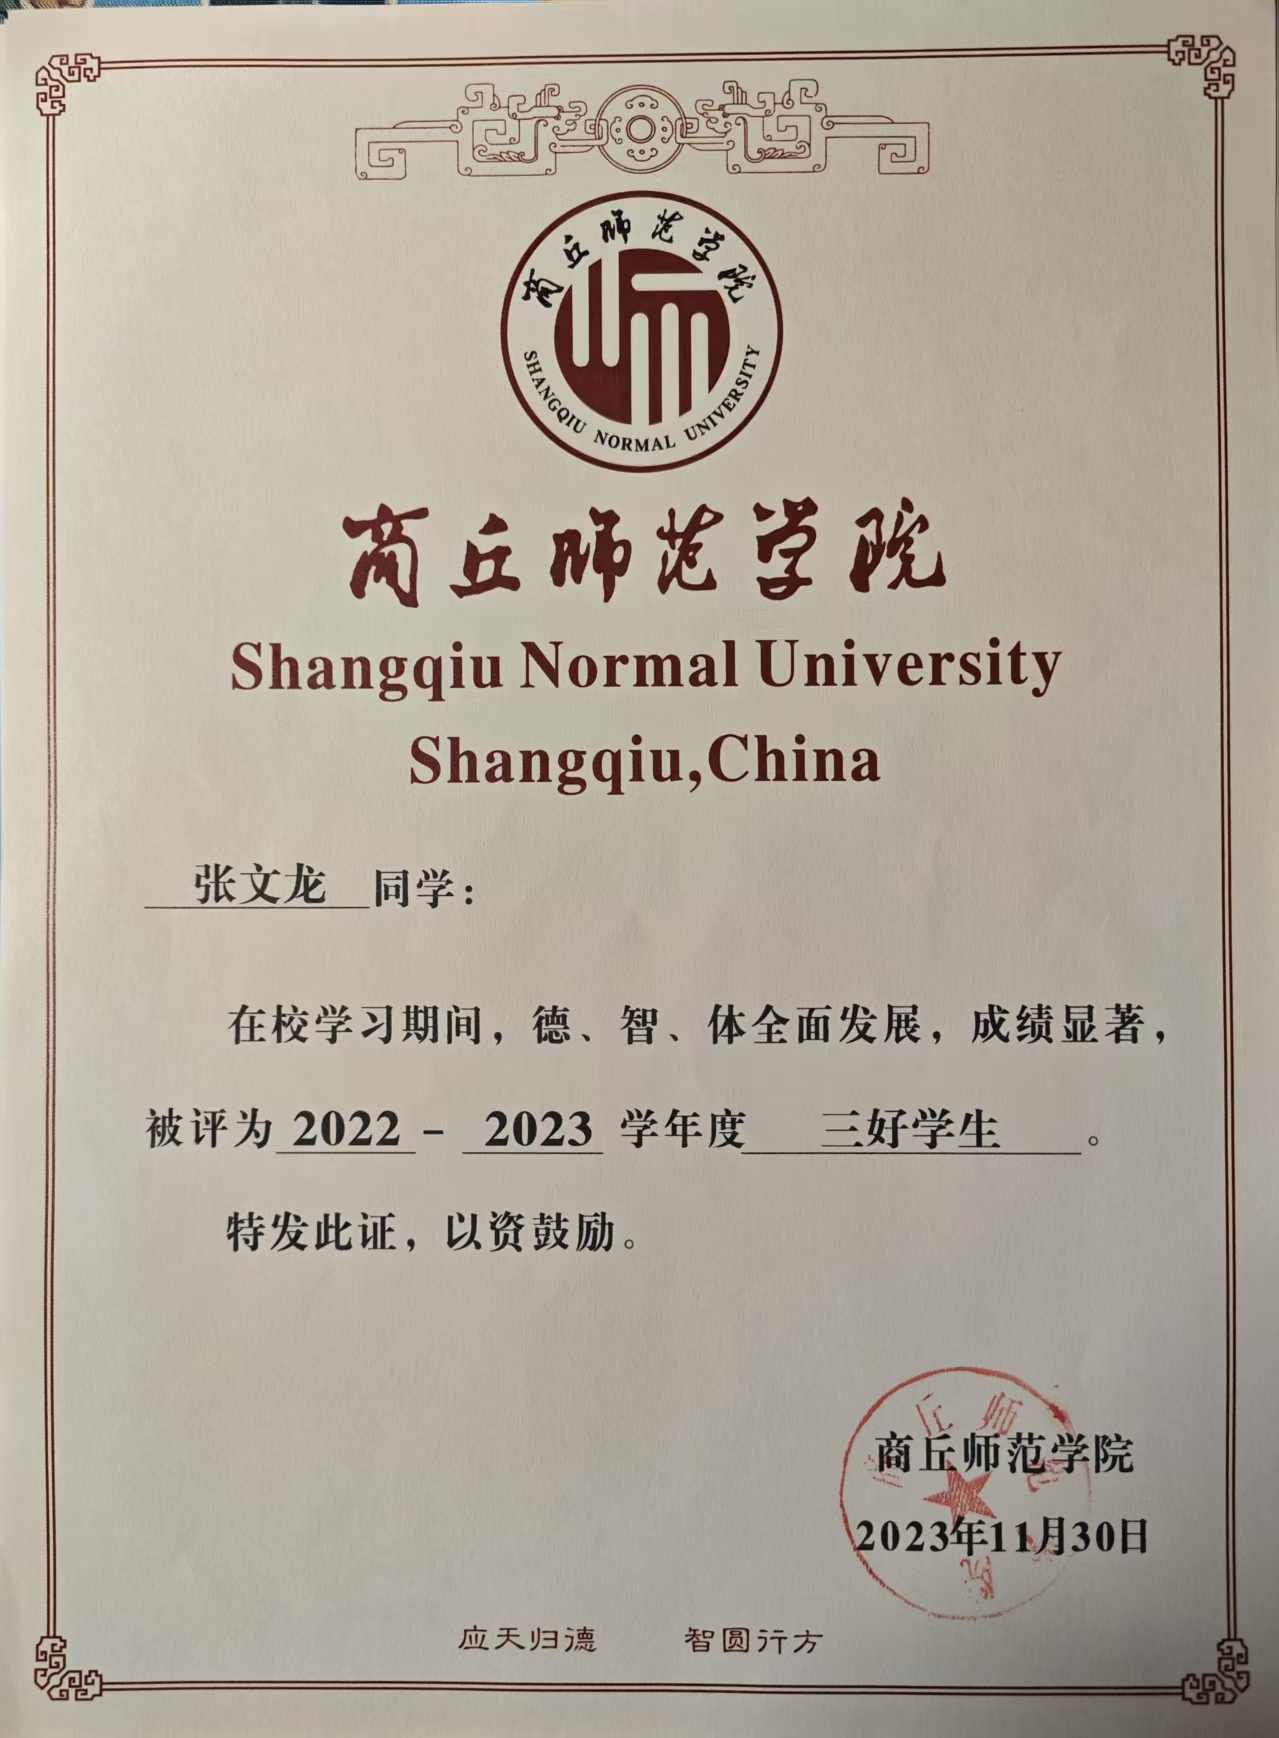 商丘师范学院
SHANGQIU NORMAL UNIVERSITY
商丘师范学院
Shangqiu Normal University
Shangqiu,China
张文龙 同学：
在校学习期间，德、智、体全面发展，成绩显著，
被评为 2022 - 2023 学年度 三好学生 。
特发此证，以资鼓励。
商丘师范学院
商丘师范学院
2023年11月30日
应天归德 智圆行方